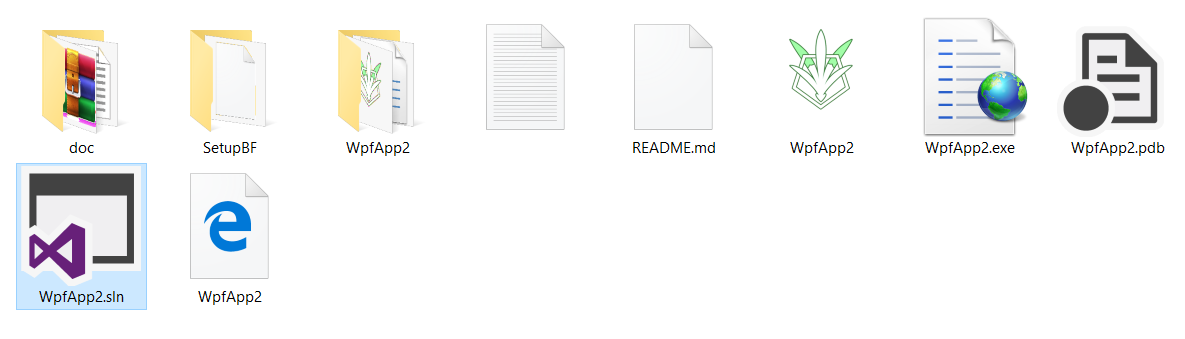 doc
SetupBF
WpfApp2
README.md
WpfApp2
WpfApp2.exe
WpfApp2.pdb
WpfApp2.sln
WpfApp2